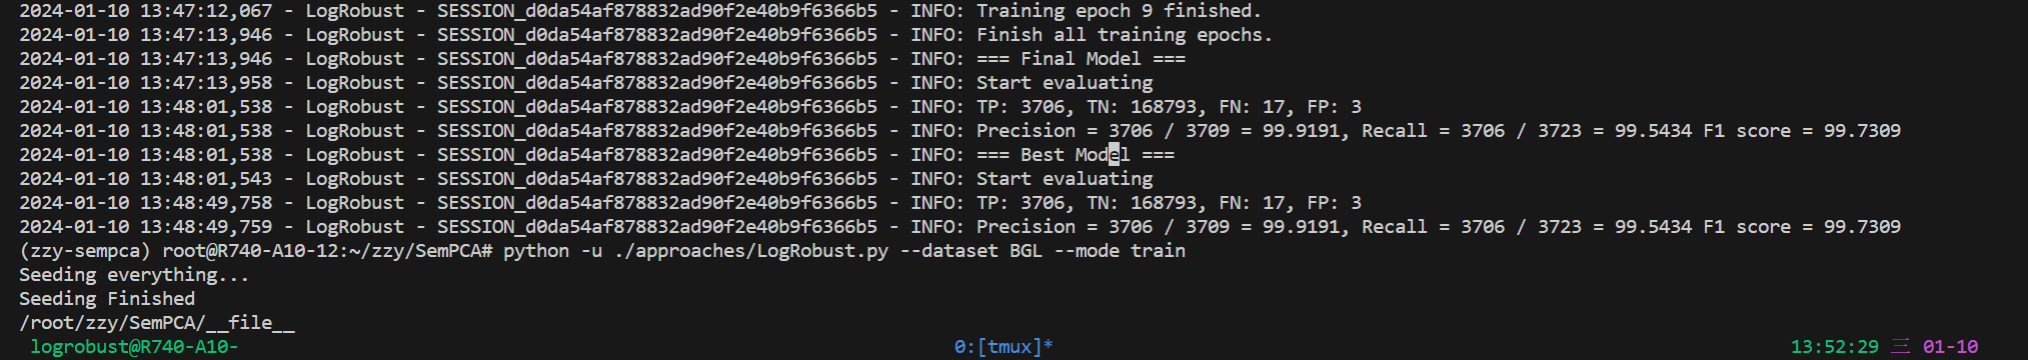 2024-01-10 13:47:12,067 - LogRobust - SESSION_d0da54af878832ad90f2e40b9f6366b5 - INFO: Training epoch 9 finished.
2024-01-10 13:47:13,946 - LogRobust - SESSION_d0da54af878832ad90f2e40b9f6366b5 - INFO: Finish all training epochs.
2024-01-10 13:47:13,946 - LogRobust - SESSION_d0da54af878832ad90f2e40b9f6366b5 - INFO: === Final Model ===
2024-01-10 13:47:13,958 - LogRobust - SESSION_d0da54af878832ad90f2e40b9f6366b5 - INFO: Start evaluating
2024-01-10 13:48:01,538 - LogRobust - SESSION_d0da54af878832ad90f2e40b9f6366b5 - INFO: TP: 3706, TN: 168793, FN: 17, FP: 3
2024-01-10 13:48:01,538 - LogRobust - SESSION_d0da54af878832ad90f2e40b9f6366b5 - INFO: Precision = 3706 / 3709 = 99.9191, Recall = 3706 / 3723 = 99.5434 F1 score = 99.7309
2024-01-10 13:48:01,538 - LogRobust - SESSION_d0da54af878832ad90f2e40b9f6366b5 - INFO: === Best Model ===
2024-01-10 13:48:01,543 - LogRobust - SESSION_d0da54af878832ad90f2e40b9f6366b5 - INFO: Start evaluating
2024-01-10 13:48:49,758 - LogRobust - SESSION_d0da54af878832ad90f2e40b9f6366b5 - INFO: TP: 3706, TN: 168793, FN: 17, FP: 3
2024-01-10 13:48:49,759 - LogRobust - SESSION_d0da54af878832ad90f2e40b9f6366b5 - INFO: Precision = 3706 / 3709 = 99.9191, Recall = 3706 / 3723 = 99.5434 F1 score = 99.7309
(zzy-sempca) root@R740-A10-12:~/zzy/SemPCA# python -u ./approaches/LogRobust.py --dataset BGL --mode train
Seeding everything...
Seeding Finished
/root/zzy/SemPCA/__file__
logrobust@R740-A10- 0:[tmux]* 13:52:29 三 01-10